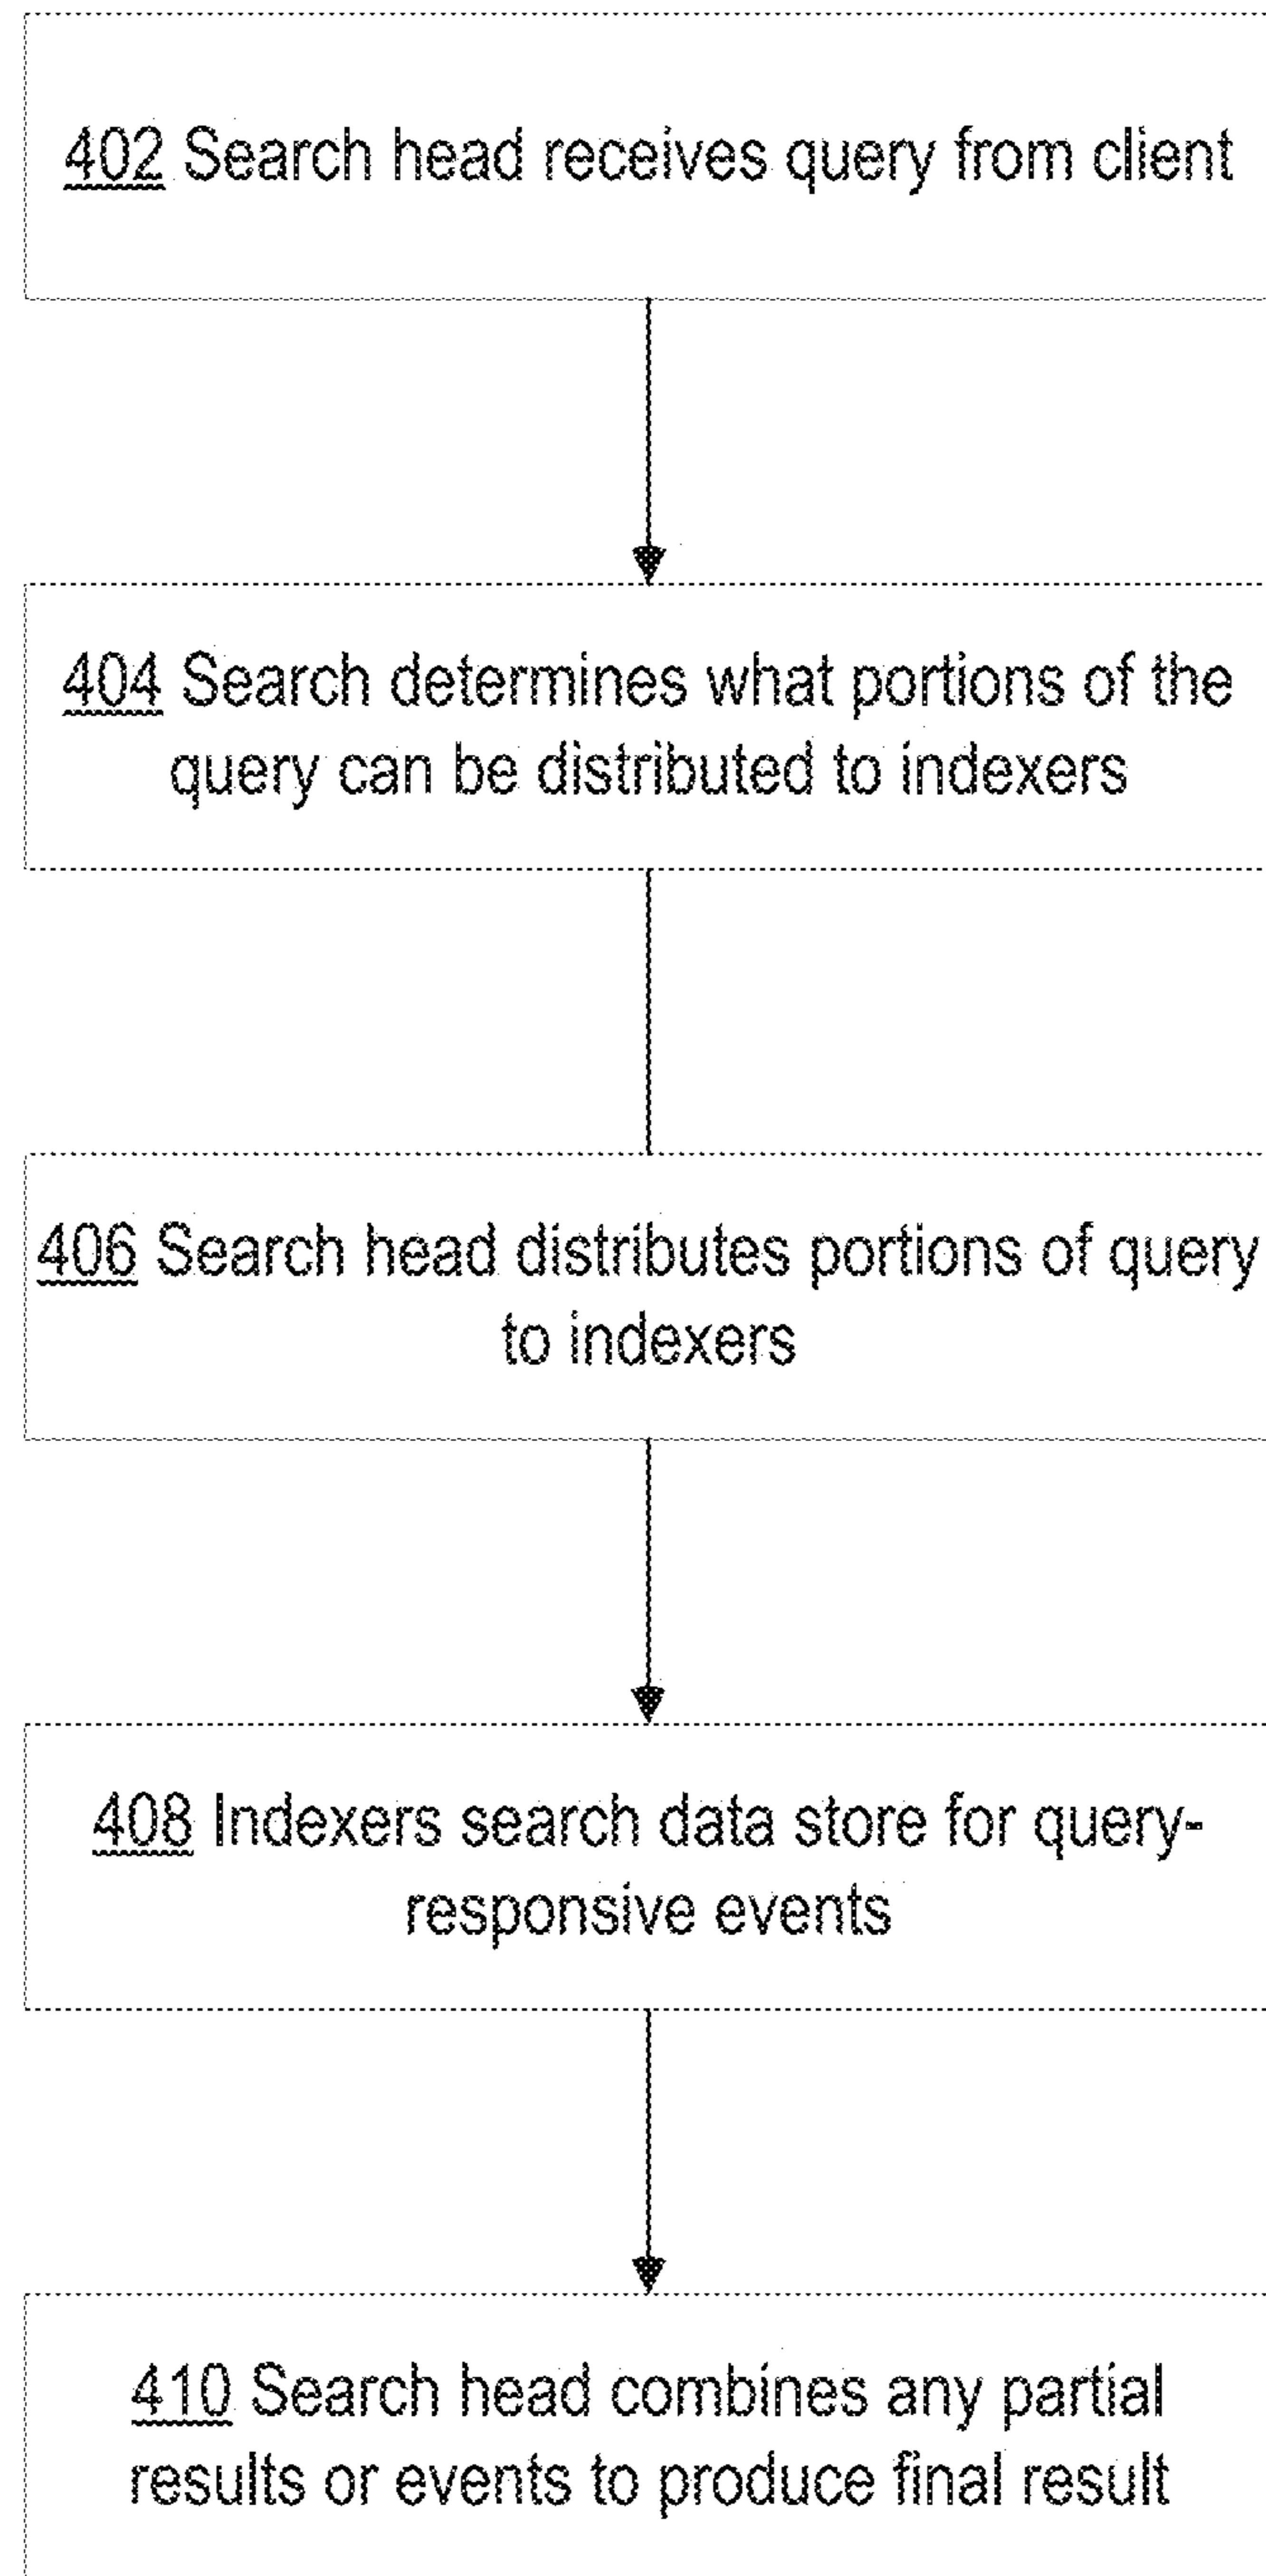 402 Search head receives query from client
404 Search determines what portions of the
query can be distributed to indexers
406 Search head distributes portions of query
to indexers
408 Indexers search data store for query-
responsive events
410 Search head combines any partial
results or events to produce final result